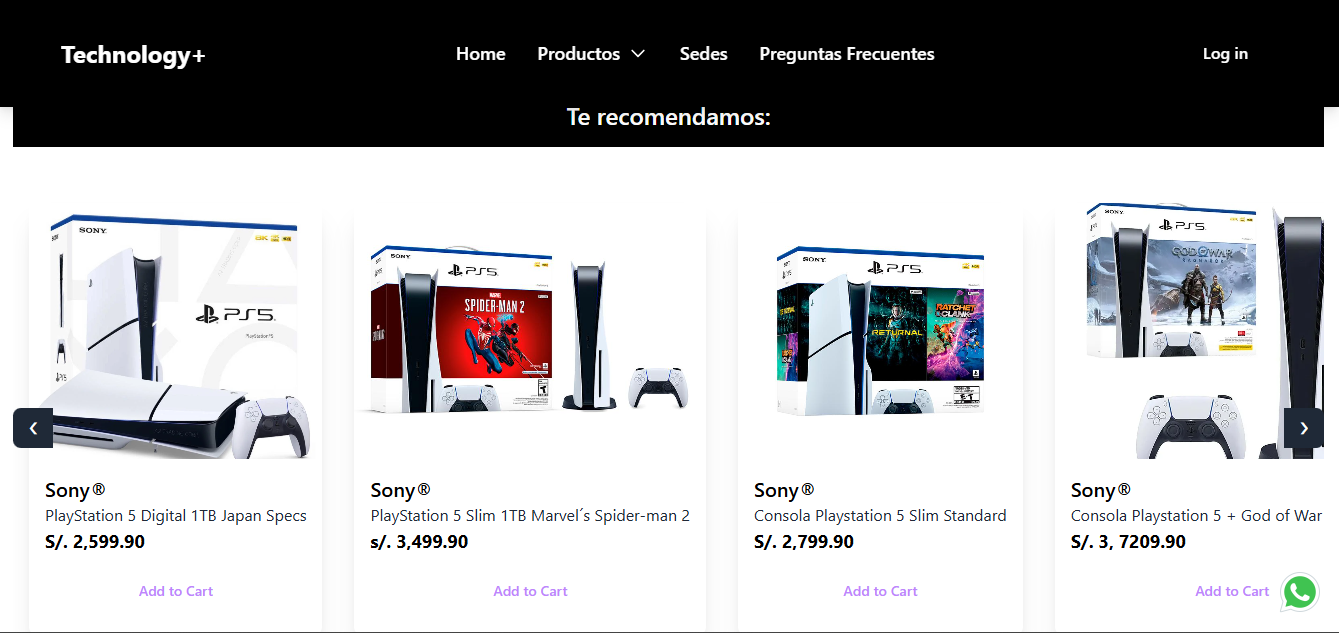 Technology+
Home
Productos
Sedes
Preguntas Frecuentes
Log in
Te recomendamos:
SONY
PS5
PlayStation 5
SONY
PS5
MARVEL
SPIDER-MAN 2
SONY
PS5
RETURNAL
RATCHET & CLANK
SONY
PS5
GOD OF WAR
RAGNARÖK
Sony®
PlayStation 5 Digital 1TB Japan Specs
S/. 2,599.90
Add to Cart
Sony®
PlayStation 5 Slim 1TB Marvel´s Spider-man 2
s/. 3,499.90
Add to Cart
Sony®
Consola Playstation 5 Slim Standard
S/. 2,799.90
Add to Cart
Sony®
Consola Playstation 5 + God of War
S/. 3, 7209.90
Add to Cart